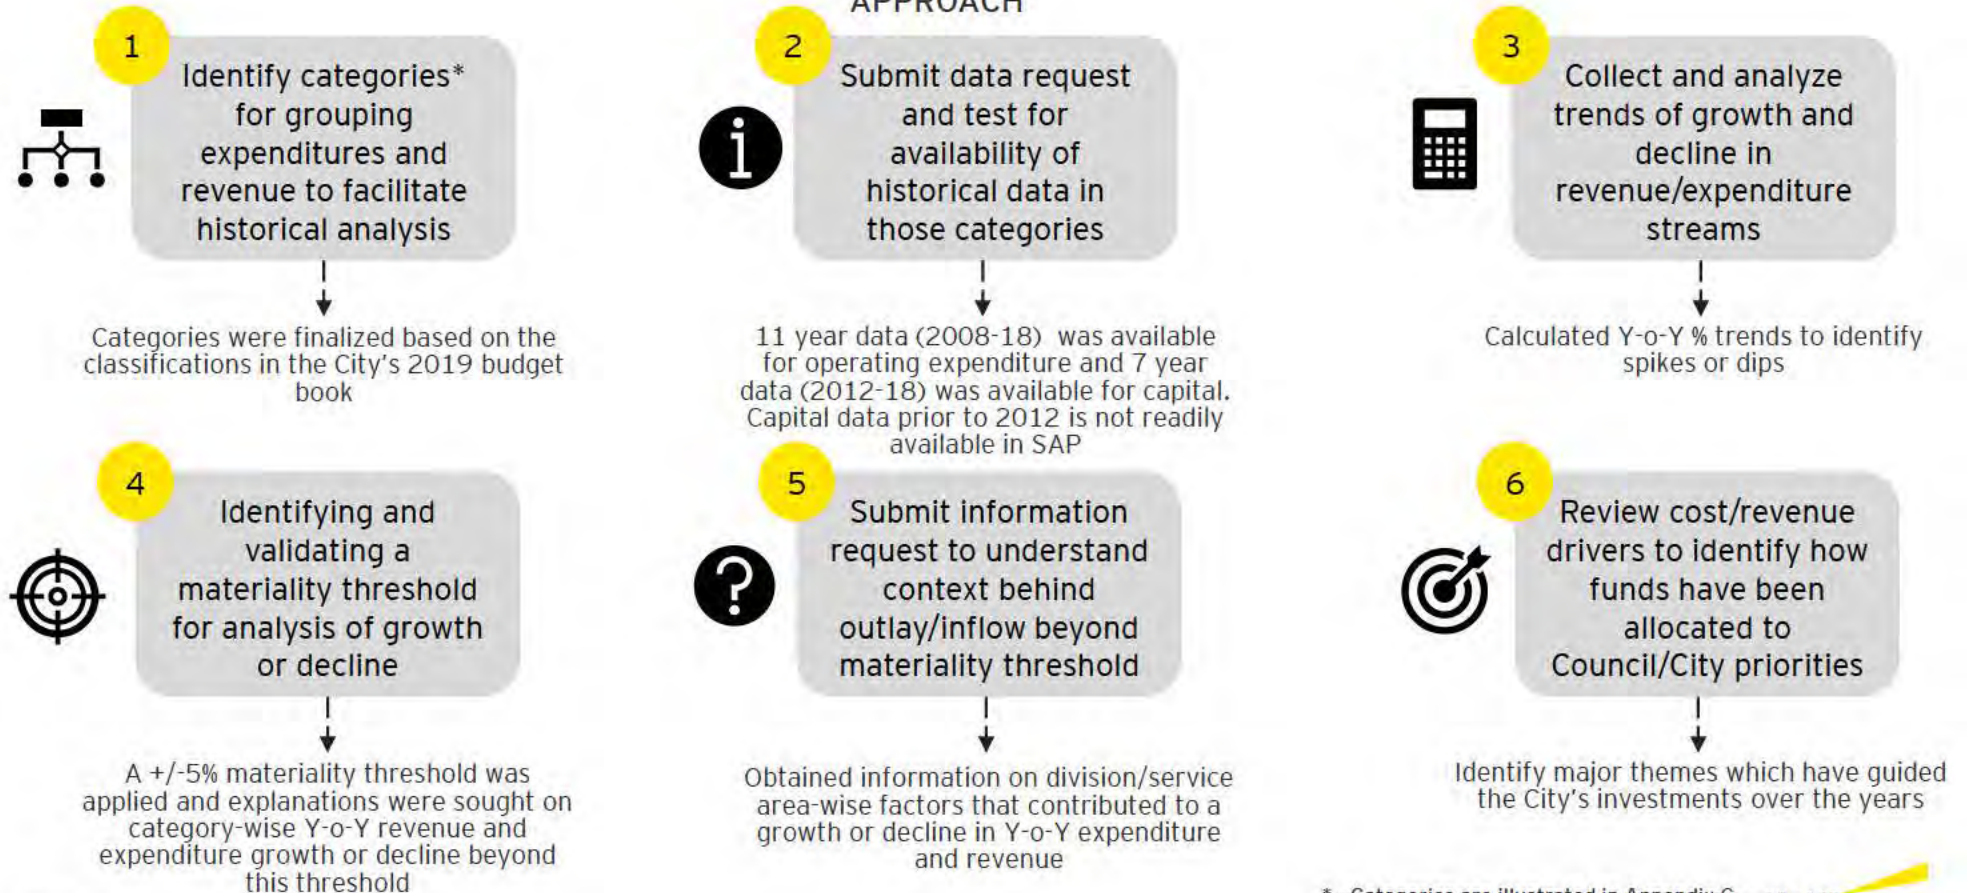 APPROACH
1
Identify categories*
for grouping
expenditures and
revenue to facilitate
historical analysis
Categories were finalized based on the
classifications in the City's 2019 budget
book
2
Submit data request
and test for
availability of
historical data in
those categories
11 year data (2008-18) was available
for operating expenditure and 7 year
data (2012-18) was available for capital.
Capital data prior to 2012 is not readily
available in SAP
3
Collect and analyze
trends of growth and
decline in
revenue/expenditure
streams
Calculated Y-o-Y % trends to identify
spikes or dips
4
Identifying and
validating a
materiality threshold
for analysis of growth
or decline
A +/-5% materiality threshold was
applied and explanations were sought on
category-wise Y-o-Y revenue and
expenditure growth or decline beyond
this threshold
5
Submit information
request to understand
context behind
outlay/inflow beyond
materiality threshold
Obtained information on division/service
area-wise factors that contributed to a
growth or decline in Y-o-Y expenditure
and revenue
6
Review cost/revenue
drivers to identify how
funds have been
allocated to
Council/City priorities
Identify major themes which have guided
the City's investments over the years
* Categories are illustrated in Appendix C